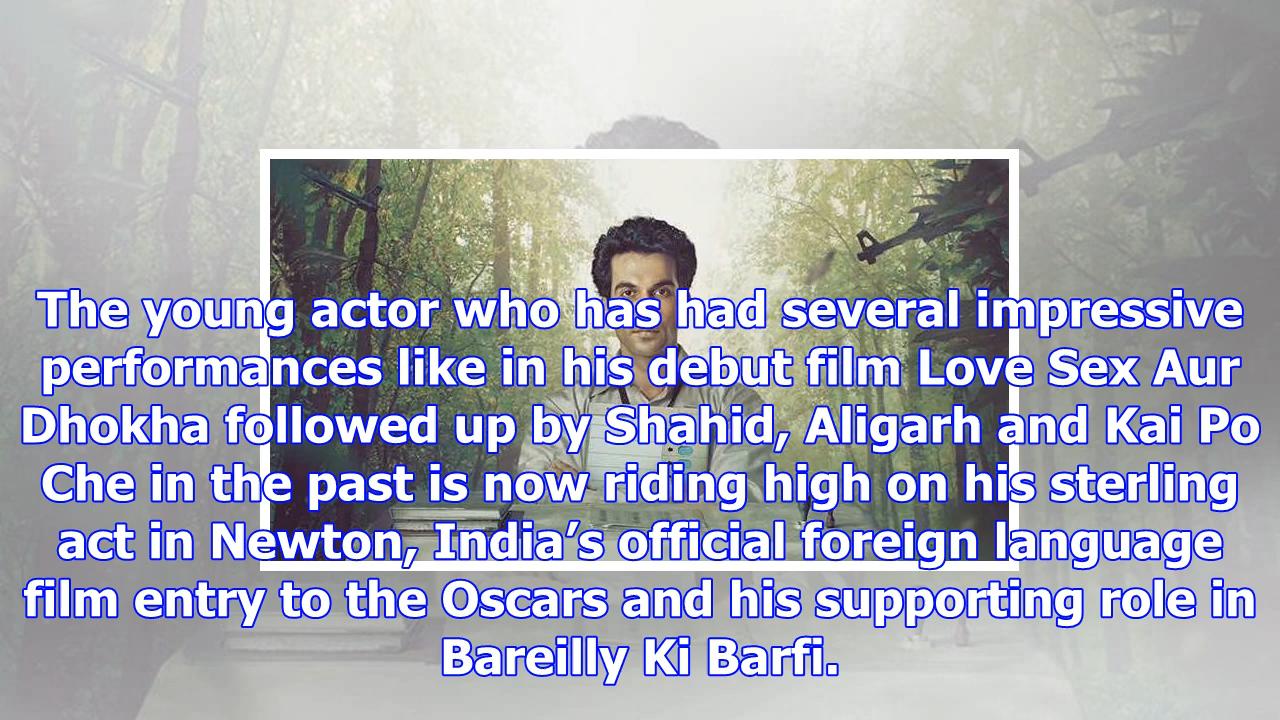 The young actor who has had several impressive
performances like in his debut film Love Sex Aur
Dhokha followed up by Shahid, Aligarh and Kai Po
Che in the past is now riding high on his sterling
act in Newton, India’s official foreign language
film entry to the Oscars and his supporting role in
Bareilly Ki Barfi.